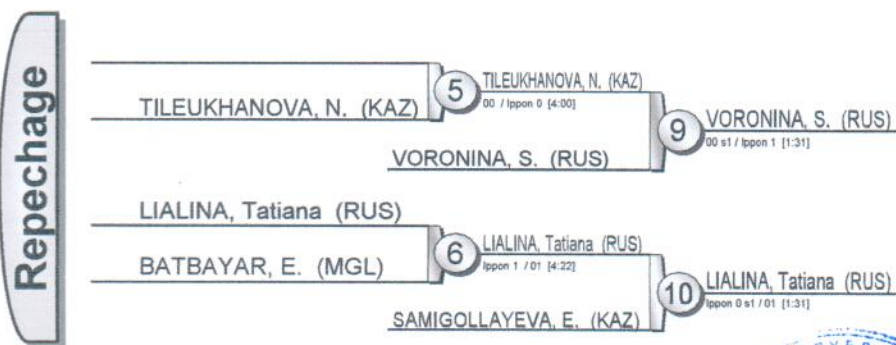 Repechage
TILEUKHANOVA, N. (KAZ)
5
TILEUKHANOVA, N. (KAZ)
00 / Ippon 0 [4:00]
VORONINA, S. (RUS)
9
VORONINA, S. (RUS)
00 s1 / Ippon 1 [1:31]
LIALINA, Tatiana (RUS)
BATBAYAR, E. (MGL)
6
LIALINA, Tatiana (RUS)
Ippon 1 / 01 [4:22]
SAMIGOLLAYEVA, E. (KAZ)
10
LIALINA, Tatiana (RUS)
Ippon 0 s1 / 01 [1:31]